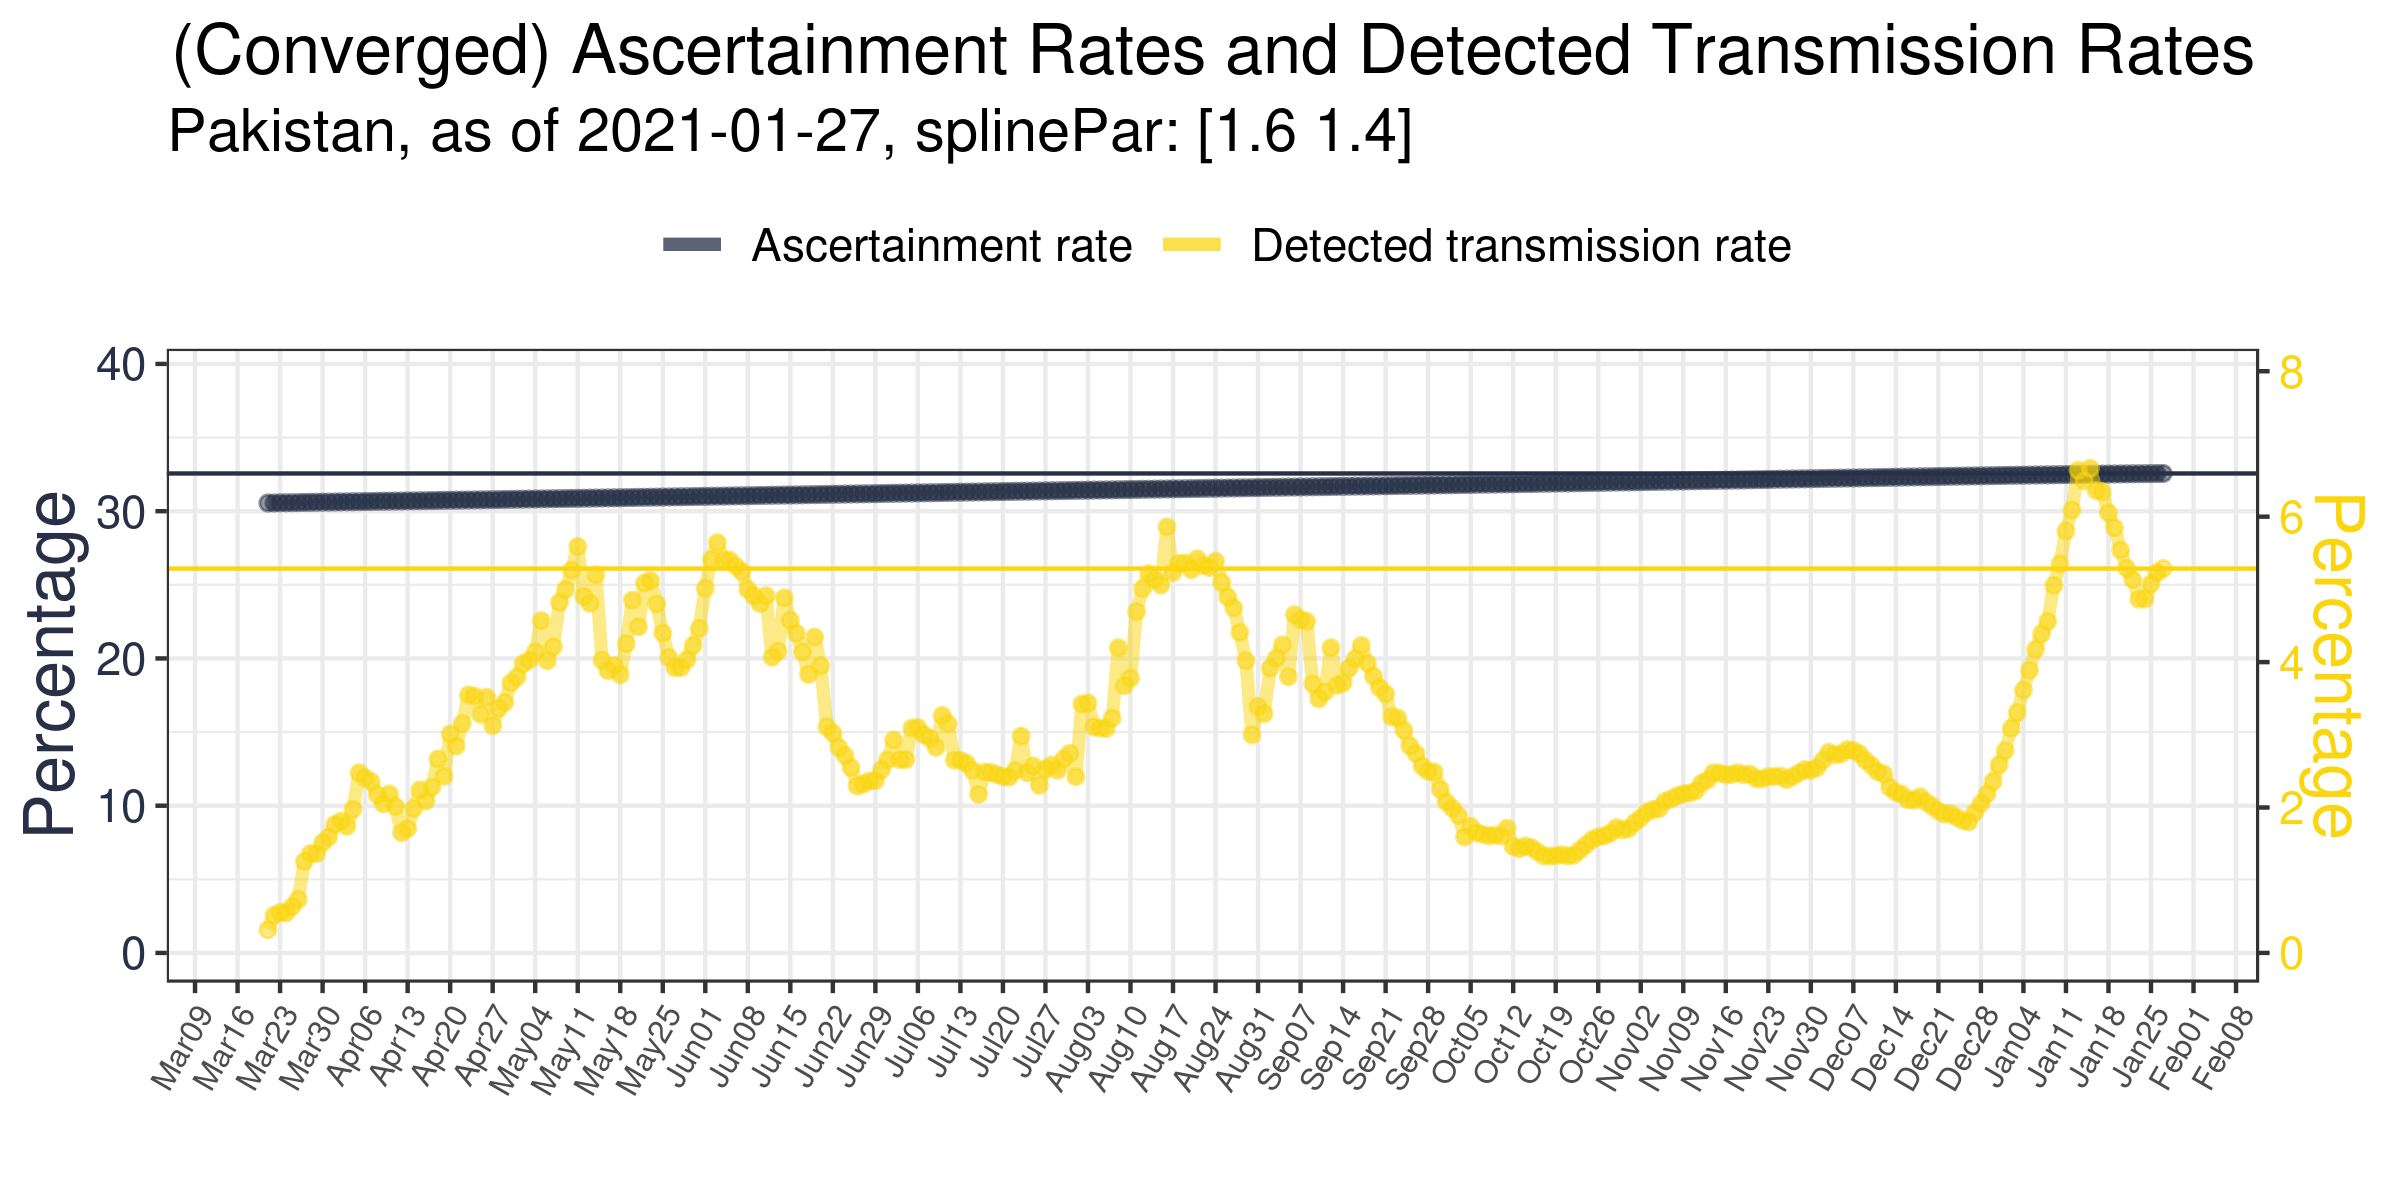 (Converged) Ascertainment Rates and Detected Transmission Rates
Pakistan, as of 2021-01-27, splinePar: [1.6 1.4]
Ascertainment rate
Detected transmission rate
Percentage
40
30
20
10
0
8
6
4
2
0
Percentage
Mar09
Mar16
Mar23
Mar30
Apr06
Apr13
Apr20
Apr27
May04
May11
May18
May25
Jun01
Jun08
Jun15
Jun22
Jun29
Jul06
Jul13
Jul20
Jul27
Aug03
Aug10
Aug17
Aug24
Aug31
Sep07
Sep14
Sep21
Sep28
Oct05
Oct12
Oct19
Oct26
Nov02
Nov09
Nov16
Nov23
Nov30
Dec07
Dec14
Dec21
Dec28
Jan04
Jan11
Jan18
Jan25
Feb01
Feb08